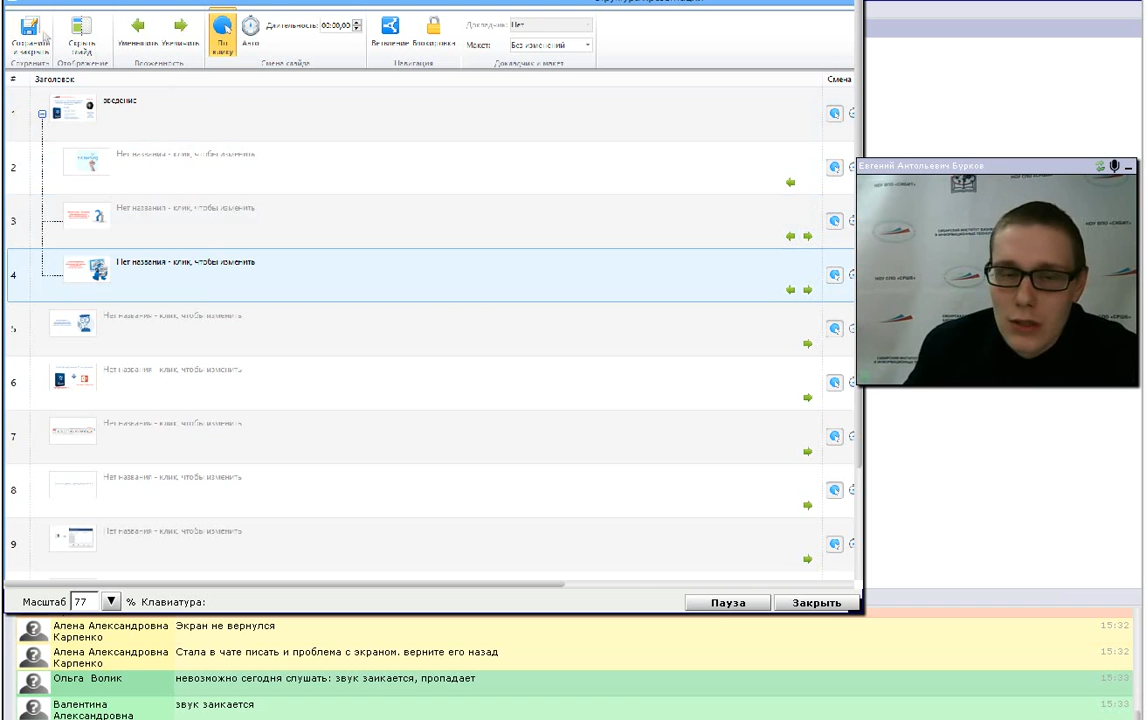 Структура презентации
Сохранить и закрыть
Скрыть слайд
Уменьшить Увеличить
По клику
Авто
Длительность: 00:00,00
Ветвление Блокировка
Докладчик: Нет
Макет: Без изменений
Сохранить Отображение Вложенность Смена слайда Навигация Докладчик и макет
# Заголовок Смена
1 введение
2 Нет названия - клик, чтобы изменить
3 Нет названия - клик, чтобы изменить
4 Нет названия - клик, чтобы изменить
5 Нет названия - клик, чтобы изменить
6 Нет названия - клик, чтобы изменить
7 Нет названия - клик, чтобы изменить
8 Нет названия - клик, чтобы изменить
9 Нет названия - клик, чтобы изменить
Евгений Антольевич Бурков
Масштаб 77 % Клавиатура: Пауза Закрыть
Алена Александровна Карпенко Экран не вернулся 15:32
Алена Александровна Карпенко Стала в чате писать и проблема с экраном. верните его назад 15:32
Ольга Волик невозможно сегодня слушать: звук заикается, пропадает 15:33
Валентина Александровна звук заикается 15:33